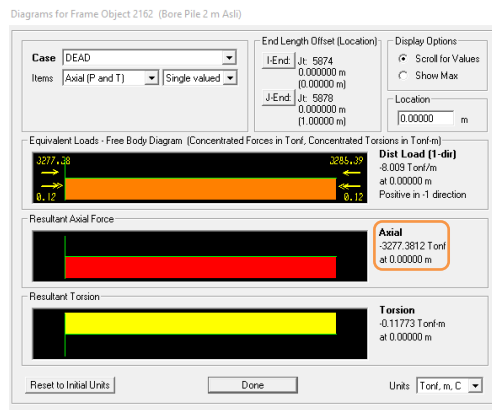 Diagrams for Frame Object 2162 (Bore Pile 2 m Asli)
Case DEAD
Items Axial (P and T) Single valued
End Length Offset (Location)
I-End: Jt: 5874
0.000000 m
(0.00000 m)
J-End: Jt: 5878
0.000000 m
(1.00000 m)
Display Options
Scroll for Values
Show Max
Location
0.00000 m
Equivalent Loads - Free Body Diagram (Concentrated Forces in Tonf, Concentrated Torsions in Tonf-m)
3277.38 3285.39
0.12 0.12
Dist Load (1-dir)
-8.009 Tonf/m
at 0.00000 m
Positive in -1 direction
Resultant Axial Force
Axial
-3277.3812 Tonf
at 0.00000 m
Resultant Torsion
Torsion
-0.11773 Tonf-m
at 0.00000 m
Reset to Initial Units Done Units Tonf, m, C